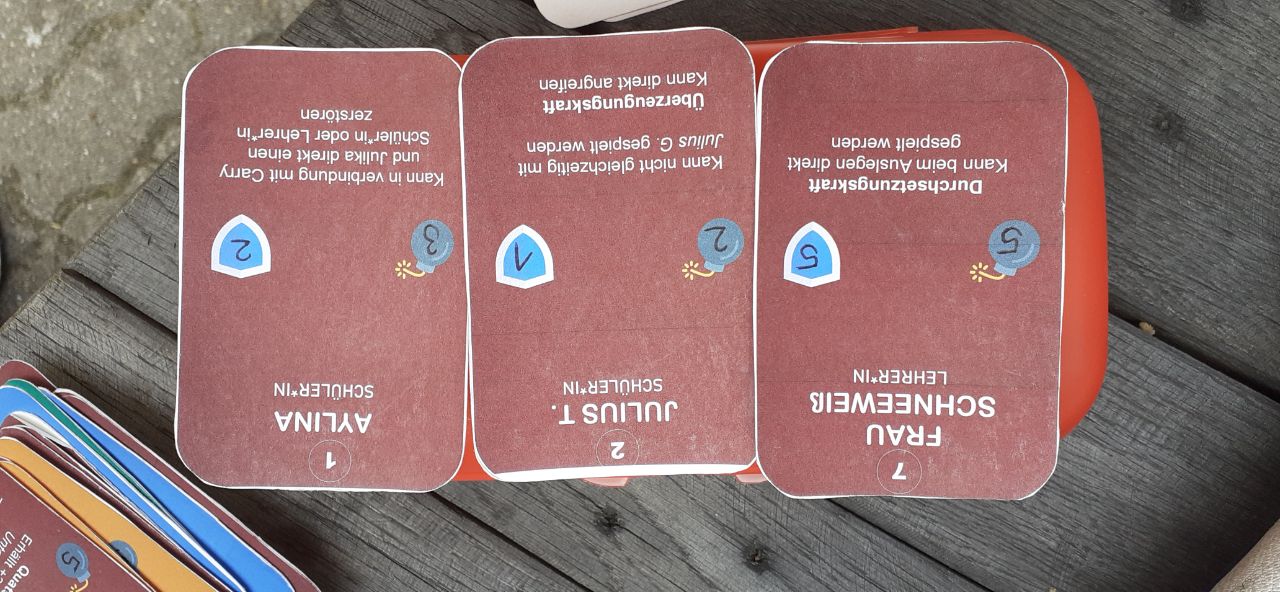 7
FRAU
SCHNEEWEIß
LEHRER*IN
5 5
Durchsetzungskraft
Kann beim Auslegen direkt
gespielt werden
2
JULIUS T.
SCHÜLER*IN
2 1
Kann nicht gleichzeitig mit
Julius G. gespielt werden
Überzeugungskraft
Kann direkt angreifen
1
AYLINA
SCHÜLER*IN
3 2
Kann in verbindung mit Carry
und Julika direkt einen
Schüler*in oder Lehrer*in
zerstören
5
Erhält